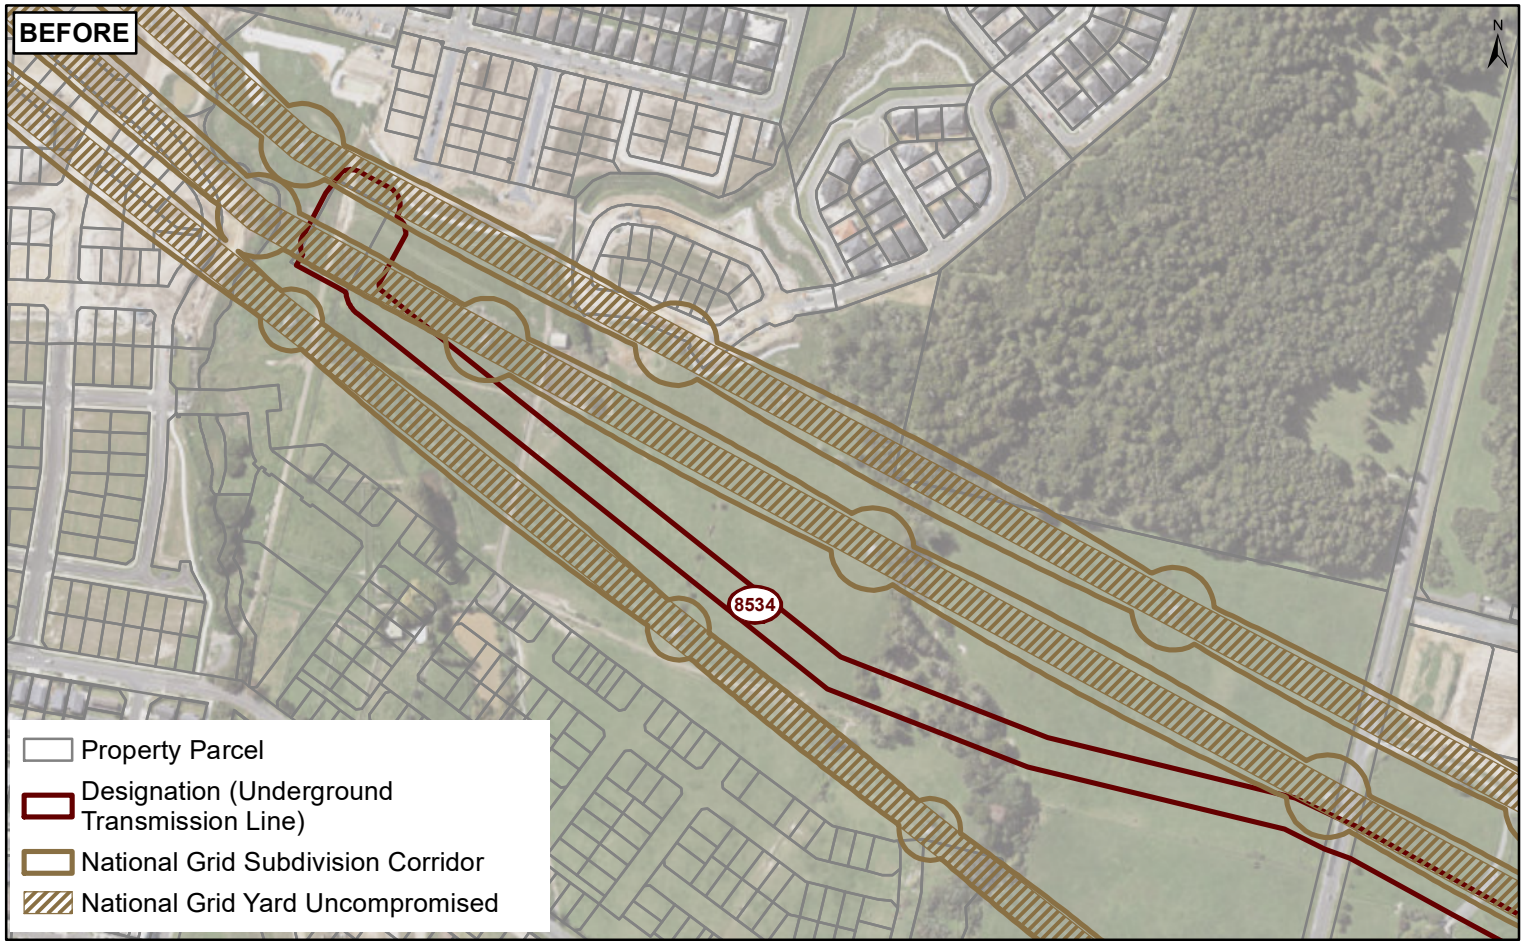 BEFORE
N
8534
Property Parcel
Designation (Underground
Transmission Line)
National Grid Subdivision Corridor
National Grid Yard Uncompromised